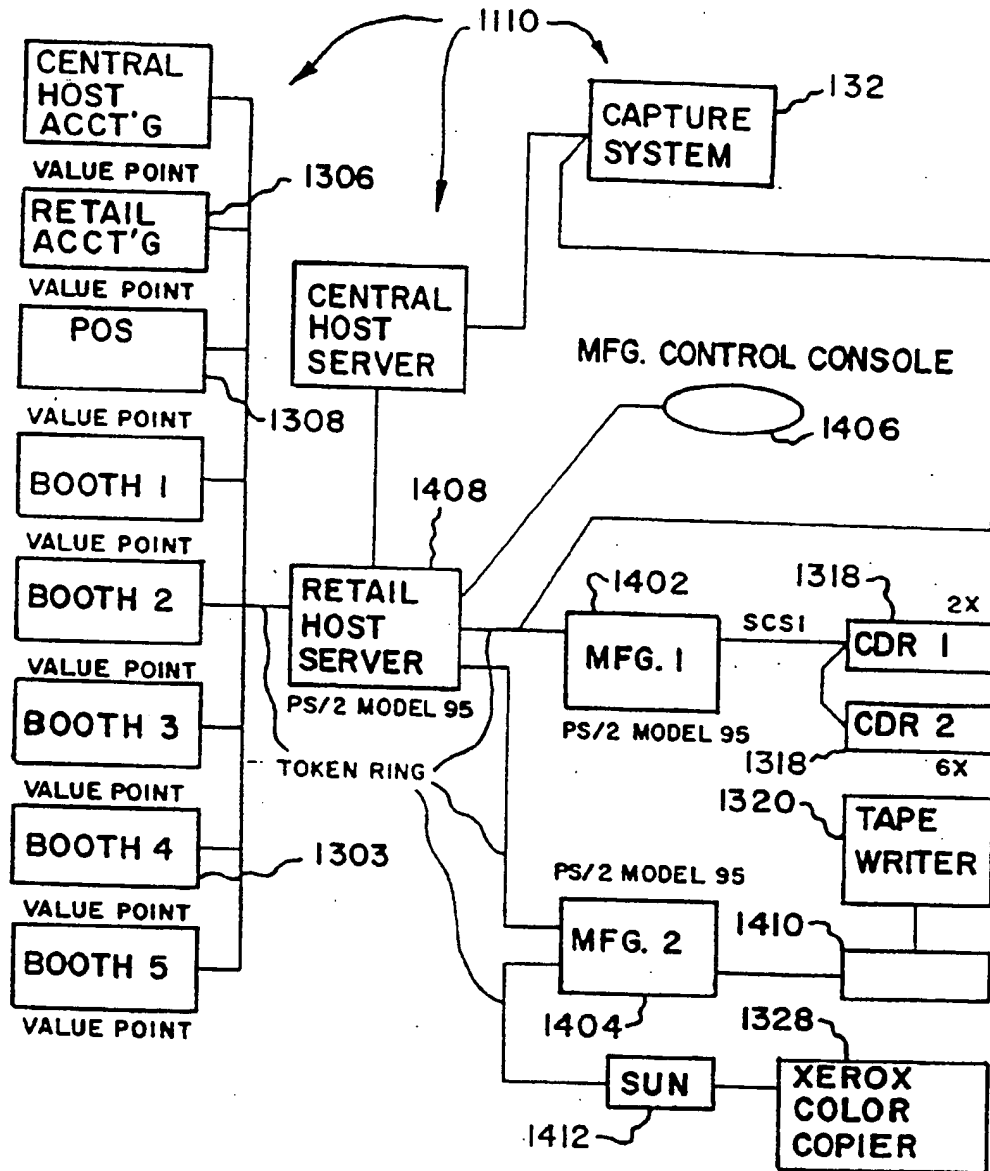 1110
CENTRAL
HOST
ACCT'G
VALUE POINT
1306
RETAIL
ACCT'G
VALUE POINT
POS
1308
VALUE POINT
BOOTH 1
VALUE POINT
BOOTH 2
VALUE POINT
BOOTH 3
VALUE POINT
BOOTH 4
1303
VALUE POINT
BOOTH 5
VALUE POINT
132
CAPTURE
SYSTEM
CENTRAL
HOST
SERVER
MFG. CONTROL CONSOLE
1406
1408
RETAIL
HOST
SERVER
PS/2 MODEL 95
TOKEN RING
1402
MFG. 1
PS/2 MODEL 95
SCSI
1318
2X
CDR 1
CDR 2
1318
6X
1320
TAPE
WRITER
PS/2 MODEL 95
MFG. 2
1404
1410
1328
SUN
1412
XEROX
COLOR
COPIER